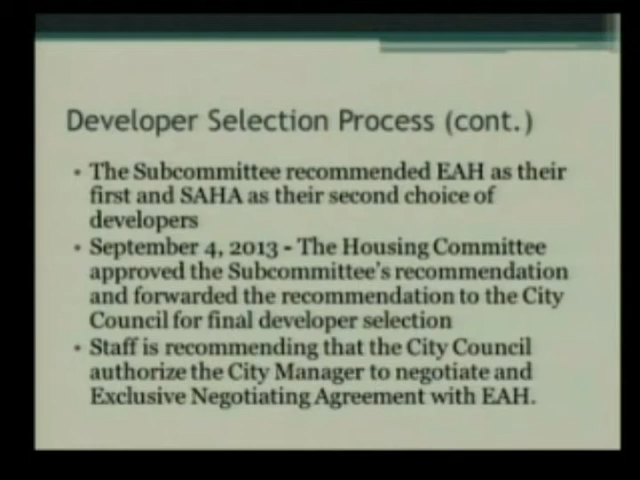 Developer Selection Process (cont.)
• The Subcommittee recommended EAH as their
first and SAHA as their second choice of
developers
• September 4, 2013 - The Housing Committee
approved the Subcommittee's recommendation
and forwarded the recommendation to the City
Council for final developer selection
• Staff is recommending that the City Council
authorize the City Manager to negotiate and
Exclusive Negotiating Agreement with EAH.